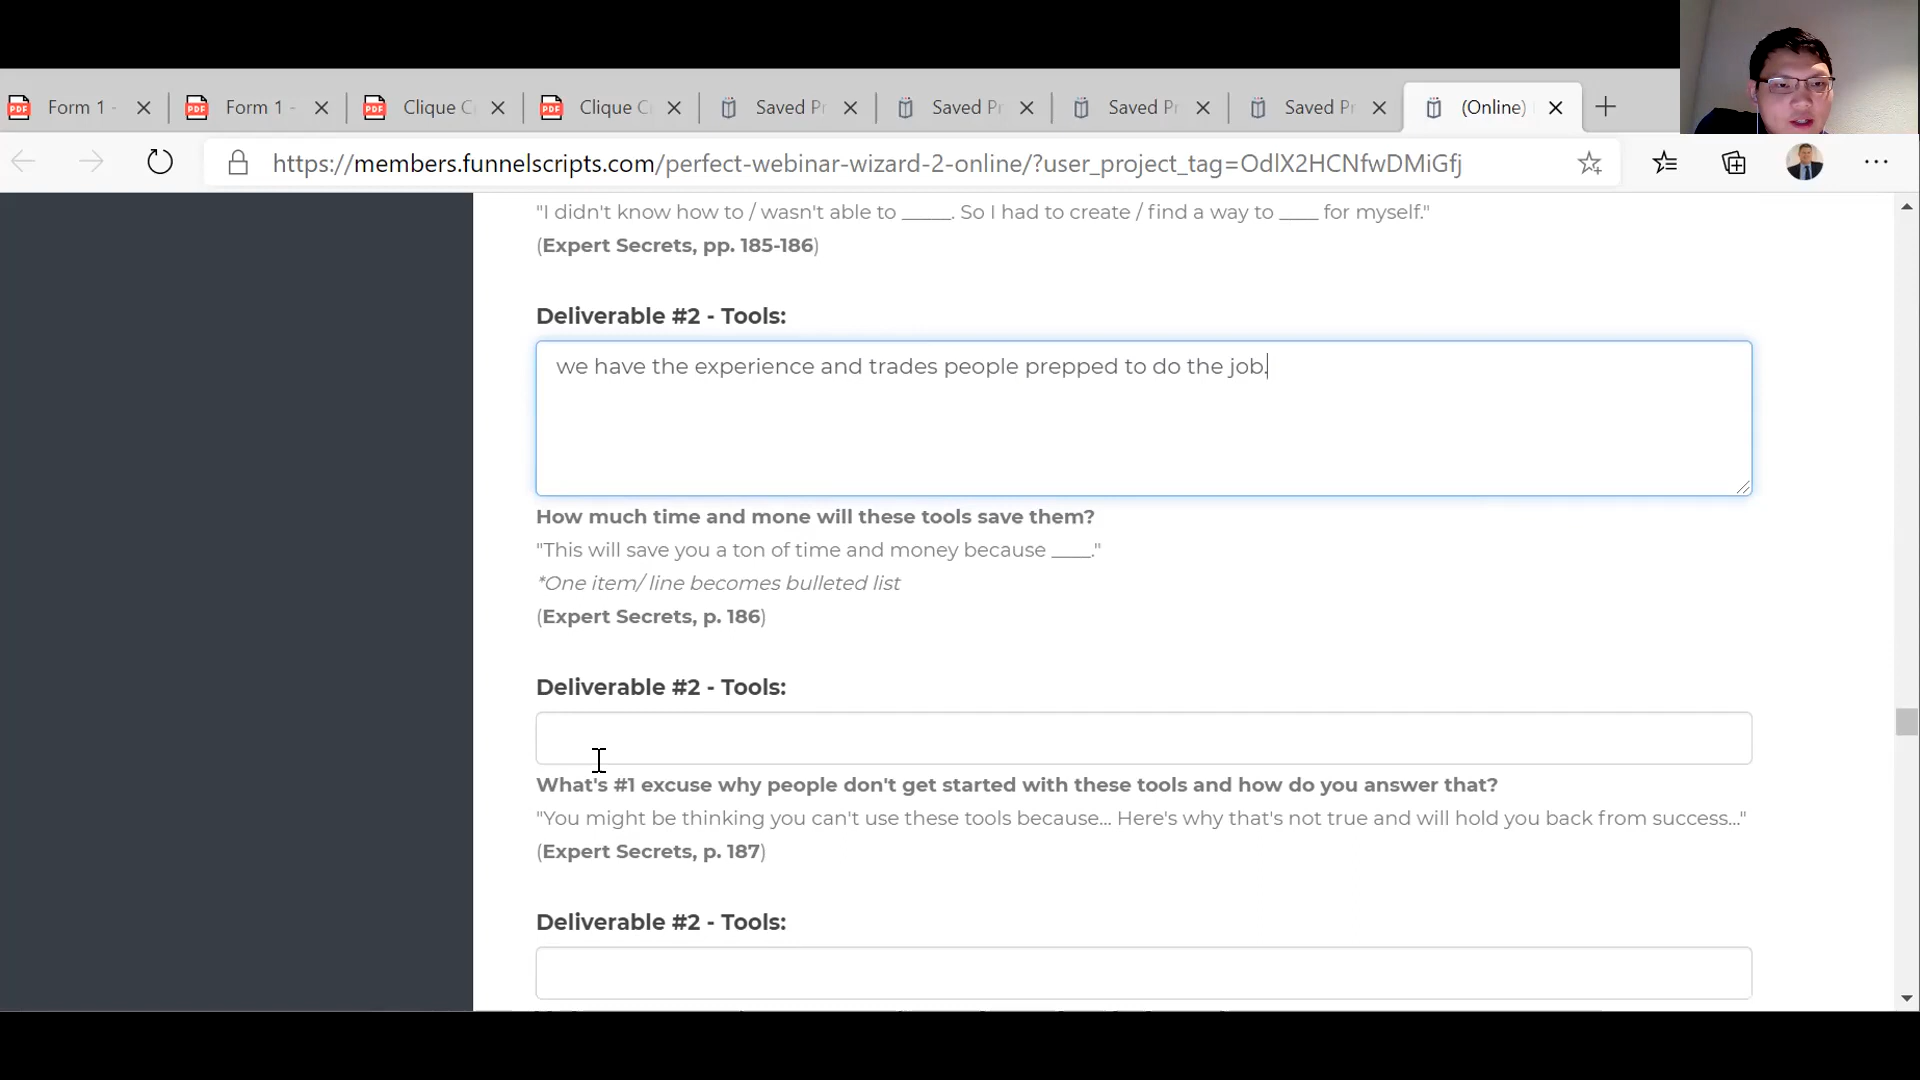 Form 1 -
Form 1 -
Clique C
Clique C
Saved Pr
Saved Pr
Saved Pr
Saved Pr
(Online)
https://members.funnelscripts.com/perfect-webinar-wizard-2-online/?user_project_tag=OdlX2HCNfwDMiGfj
"I didn't know how to / wasn't able to _____. So I had to create / find a way to ____ for myself."
(Expert Secrets, pp. 185-186)
Deliverable #2 - Tools:
we have the experience and trades people prepped to do the job.
How much time and mone will these tools save them?
"This will save you a ton of time and money because ____."
*One item/ line becomes bulleted list
(Expert Secrets, p. 186)
Deliverable #2 - Tools:
What's #1 excuse why people don't get started with these tools and how do you answer that?
"You might be thinking you can't use these tools because... Here's why that's not true and will hold you back from success..."
(Expert Secrets, p. 187)
Deliverable #2 - Tools: